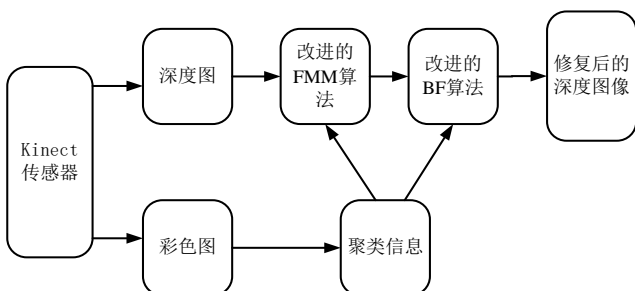 Kinect
传感器
深度图
改进的
FMM算
法
改进的
BF算法
修复后的
深度图像
彩色图
聚类信息